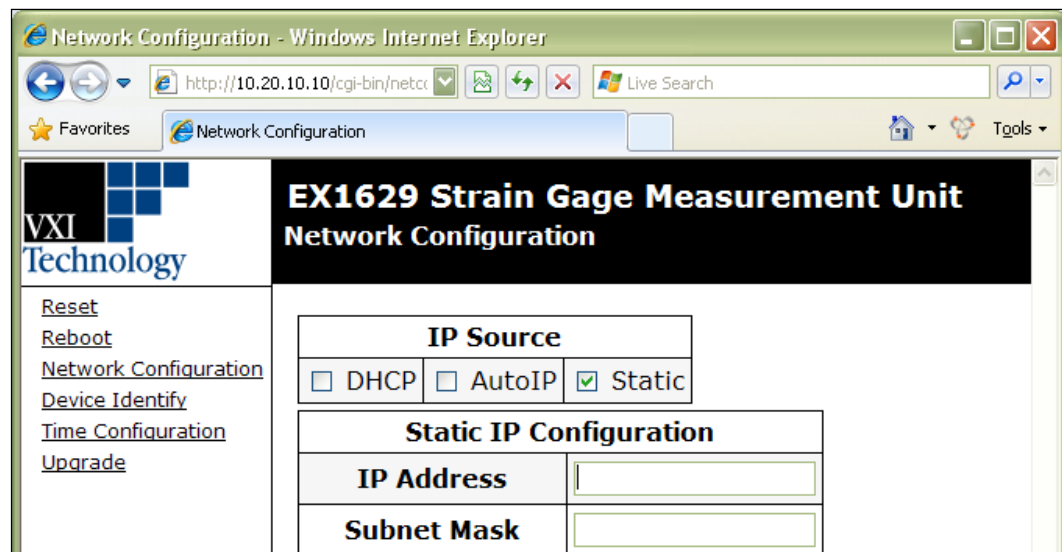 Network Configuration - Windows Internet Explorer
http://10.20.10.10/cgi-bin/netc
Live Search
Favorites
Network Configuration
Tools
VXI
Technology
EX1629 Strain Gage Measurement Unit
Network Configuration
Reset
Reboot
Network Configuration
Device Identify
Time Configuration
Upgrade
IP Source
DHCP AutoIP Static
Static IP Configuration
IP Address
Subnet Mask